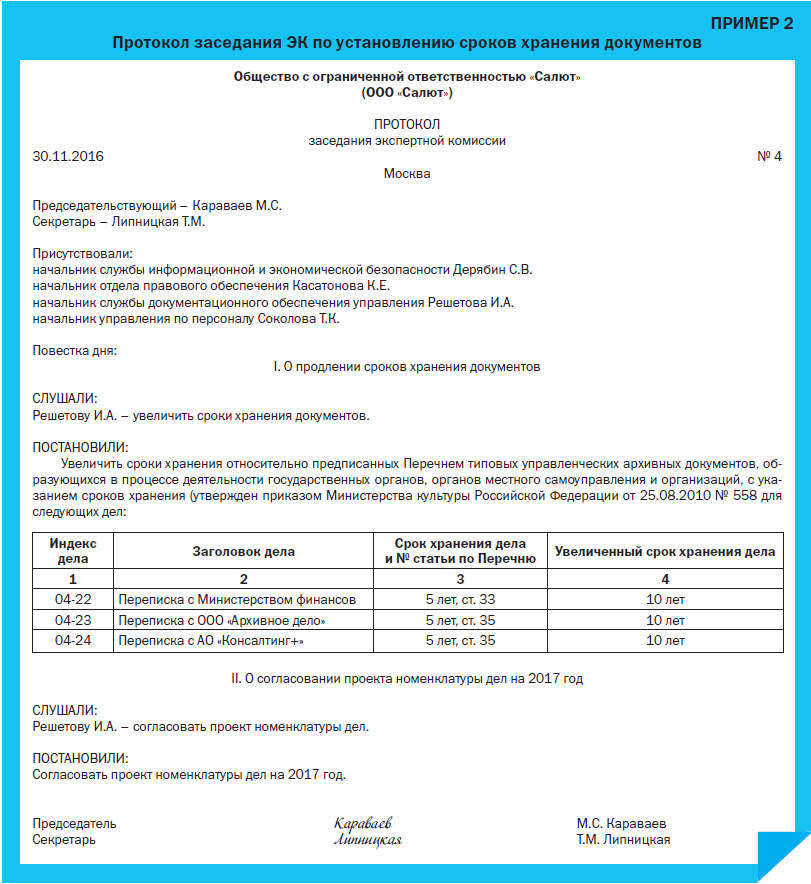 ПРИМЕР 2
Протокол заседания ЭК по установлению сроков хранения документов
Общество с ограниченной ответственностью «Салют»
(ООО «Салют»)
ПРОТОКОЛ
заседания экспертной комиссии
30.11.2016 № 4
Москва
Председательствующий – Караваев М.С.
Секретарь – Липницкая Т.М.
Присутствовали:
начальник службы информационной и экономической безопасности Дерябин С.В.
начальник отдела правового обеспечения Касатонова К.Е.
начальник службы документационного обеспечения управления Решетова И.А.
начальник управления по персоналу Соколова Т.К.
Повестка дня:
I. О продлении сроков хранения документов
СЛУШАЛИ:
Решетову И.А. – увеличить сроки хранения документов.
ПОСТАНОВИЛИ:
Увеличить сроки хранения относительно предписанных Перечнем типовых управленческих архивных документов, об-
разующихся в процессе деятельности государственных органов, органов местного самоуправления и организаций, с ука-
занием сроков хранения (утвержден приказом Министерства культуры Российской Федерации от 25.08.2010 № 558 для
следующих дел:
Индекс дела Заголовок дела Срок хранения дела и № статьи по Перечню Увеличенный срок хранения дела
1 2 3 4
04-22 Переписка с Министерством финансов 5 лет, ст. 33 10 лет
04-23 Переписка с ООО «Архивное дело» 5 лет, ст. 35 10 лет
04-24 Переписка с АО «Консалтинг+» 5 лет, ст. 35 10 лет
II. О согласовании проекта номенклатуры дел на 2017 год
СЛУШАЛИ:
Решетову И.А. – согласовать проект номенклатуры дел.
ПОСТАНОВИЛИ:
Согласовать проект номенклатуры дел на 2017 год.
Председатель Караваев М.С. Караваев
Секретарь Липницкая Т.М. Липницкая